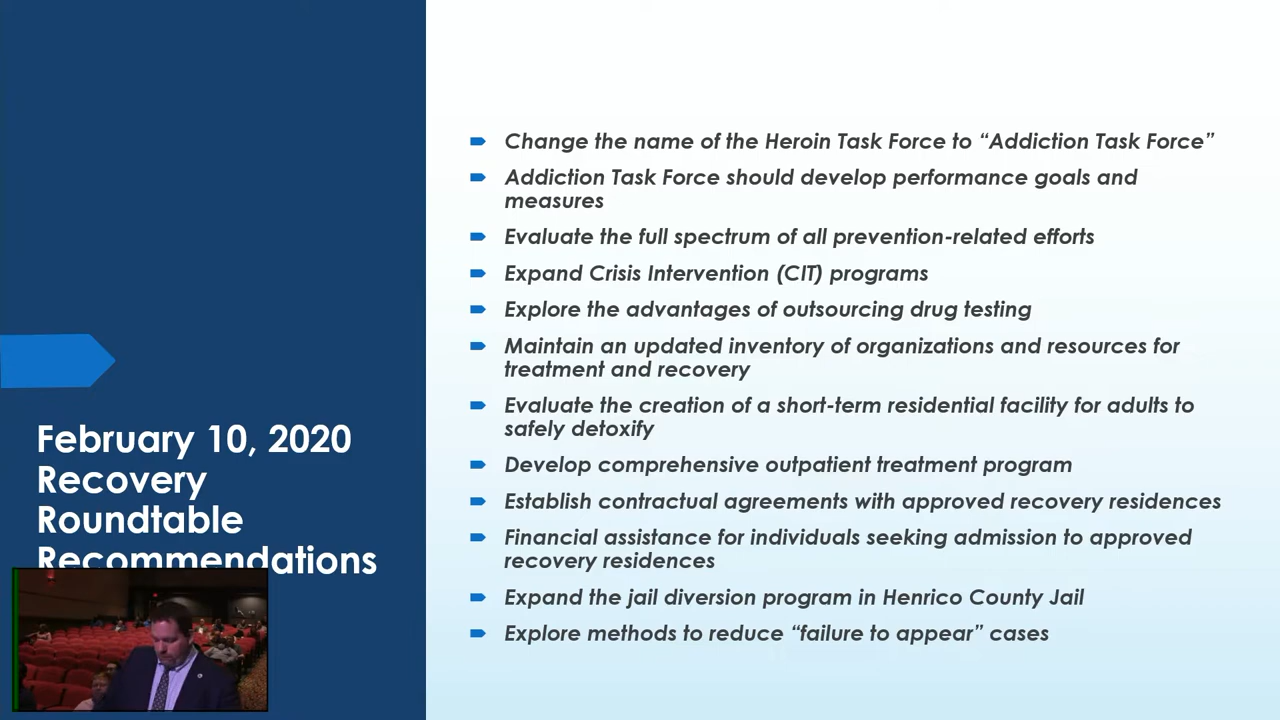 February 10, 2020
Recovery
Roundtable
Recommendations
Change the name of the Heroin Task Force to “Addiction Task Force”
Addiction Task Force should develop performance goals and
measures
Evaluate the full spectrum of all prevention-related efforts
Expand Crisis Intervention (CIT) programs
Explore the advantages of outsourcing drug testing
Maintain an updated inventory of organizations and resources for
treatment and recovery
Evaluate the creation of a short-term residential facility for adults to
safely detoxify
Develop comprehensive outpatient treatment program
Establish contractual agreements with approved recovery residences
Financial assistance for individuals seeking admission to approved
recovery residences
Expand the jail diversion program in Henrico County Jail
Explore methods to reduce “failure to appear” cases